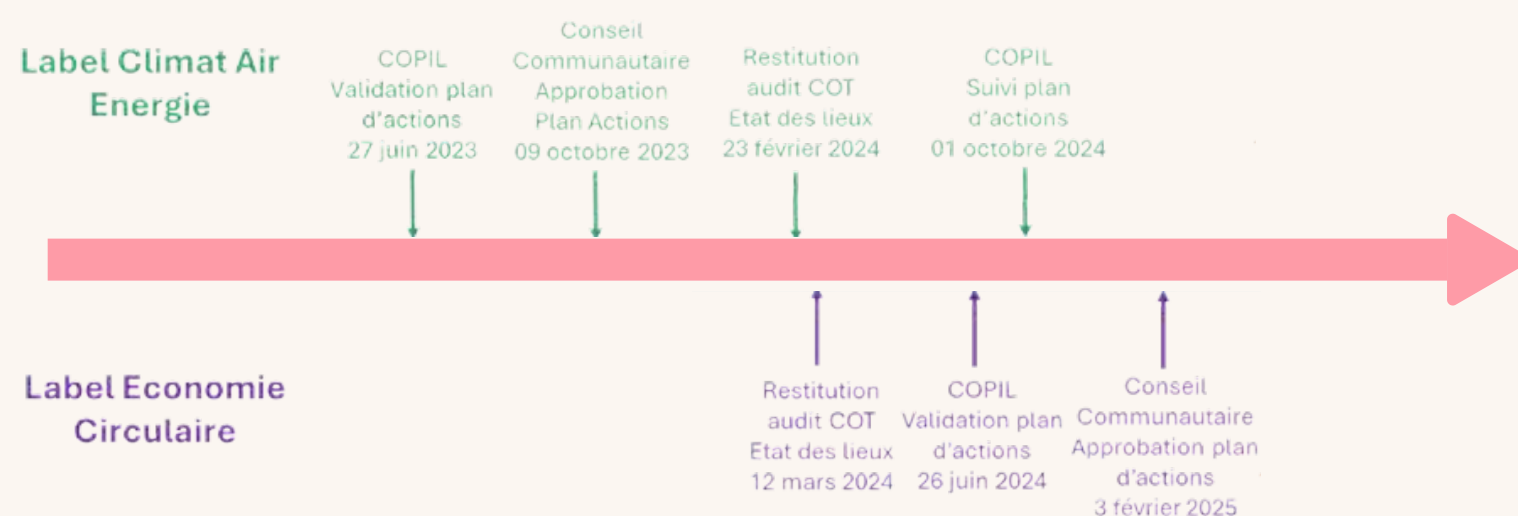 Label Climat Air
Energie
COPIL
Validation plan
d'actions
27 juin 2023
Conseil
Communautaire
Approbation
Plan Actions
09 octobre 2023
Restitution
audit COT
Etat des lieux
23 février 2024
COPIL
Suivi plan
d'actions
01 octobre 2024
Label Economie
Circulaire
Restitution
audit COT
Etat des lieux
12 mars 2024
COPIL
Validation plan
d'actions
26 juin 2024
Conseil
Communautaire
Approbation plan
d'actions
3 février 2025